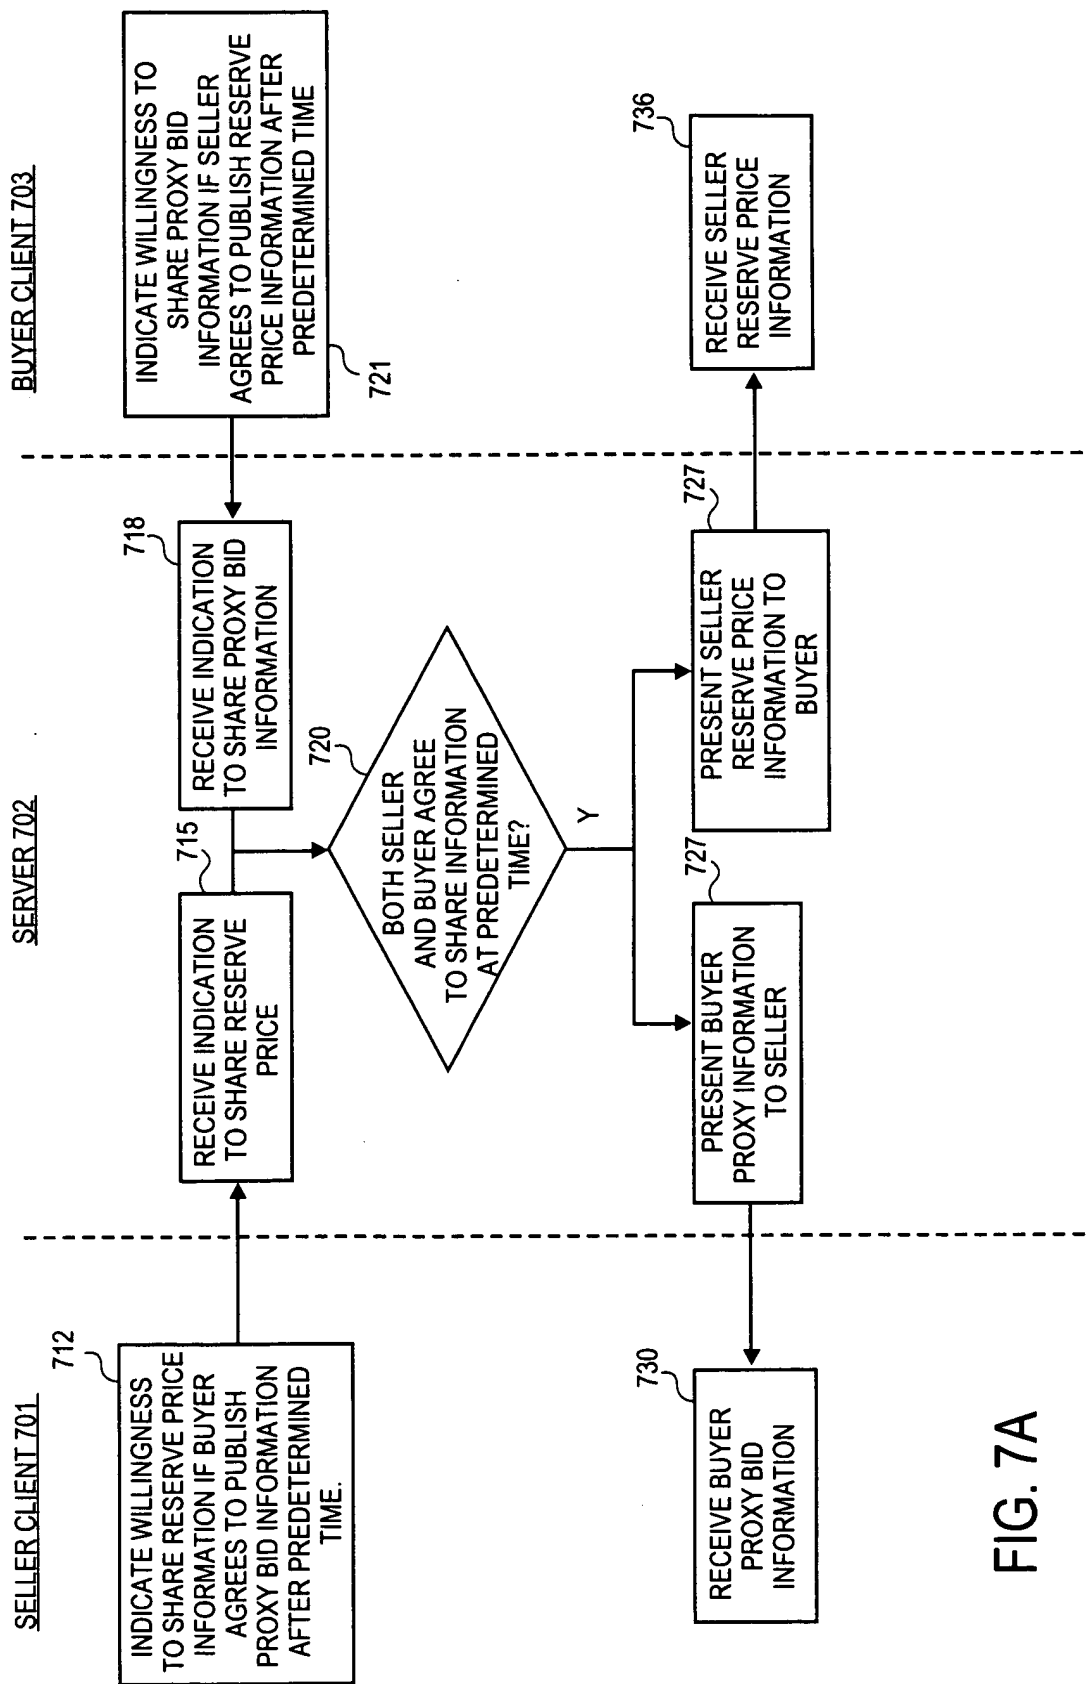 SELLER CLIENT 701
SERVER 702
BUYER CLIENT 703
712
INDICATE WILLINGNESS
TO SHARE RESERVE PRICE
INFORMATION IF BUYER
AGREES TO PUBLISH
PROXY BID INFORMATION
AFTER PREDETERMINED
TIME.
715
RECEIVE INDICATION
TO SHARE RESERVE
PRICE
718
RECEIVE INDICATION
TO SHARE PROXY BID
INFORMATION
INDICATE WILLINGNESS TO
SHARE PROXY BID
INFORMATION IF SELLER
AGREES TO PUBLISH RESERVE
PRICE INFORMATION AFTER
PREDETERMINED TIME
721
720
BOTH SELLER
AND BUYER AGREE
TO SHARE INFORMATION
AT PREDETERMINED
TIME?
Y
730
RECEIVE BUYER
PROXY BID
INFORMATION
727
PRESENT BUYER
PROXY INFORMATION
TO SELLER
727
PRESENT SELLER
RESERVE PRICE
INFORMATION TO
BUYER
736
RECEIVE SELLER
RESERVE PRICE
INFORMATION
FIG. 7A